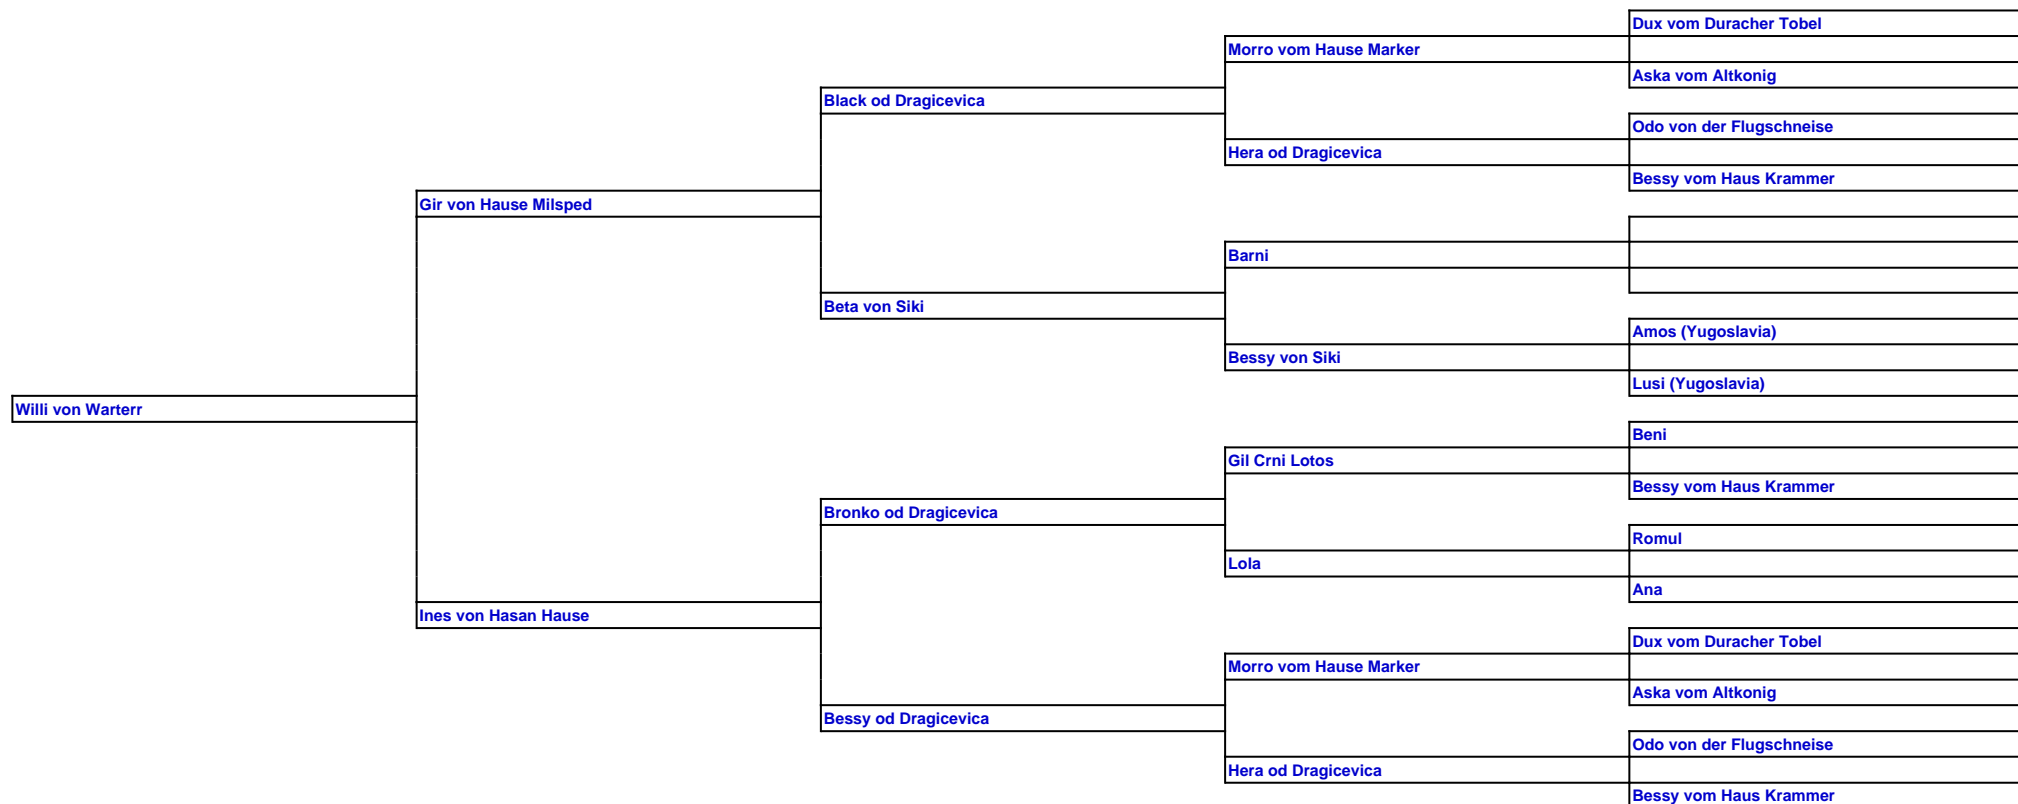 Dux vom Duracher Tobel
Morro vom Hause Marker
Aska vom Altkonig
Black od Dragicevica
Odo von der Flugschneise
Hera od Dragicevica
Bessy vom Haus Krammer
Gir von Hause Milsped
Barni
Beta von Siki
Amos (Yugoslavia)
Bessy von Siki
Lusi (Yugoslavia)
Willi von Warterr
Beni
Gil Crni Lotos
Bessy vom Haus Krammer
Bronko od Dragicevica
Romul
Lola
Ana
Ines von Hasan Hause
Dux vom Duracher Tobel
Morro vom Hause Marker
Aska vom Altkonig
Bessy od Dragicevica
Odo von der Flugschneise
Hera od Dragicevica
Bessy vom Haus Krammer